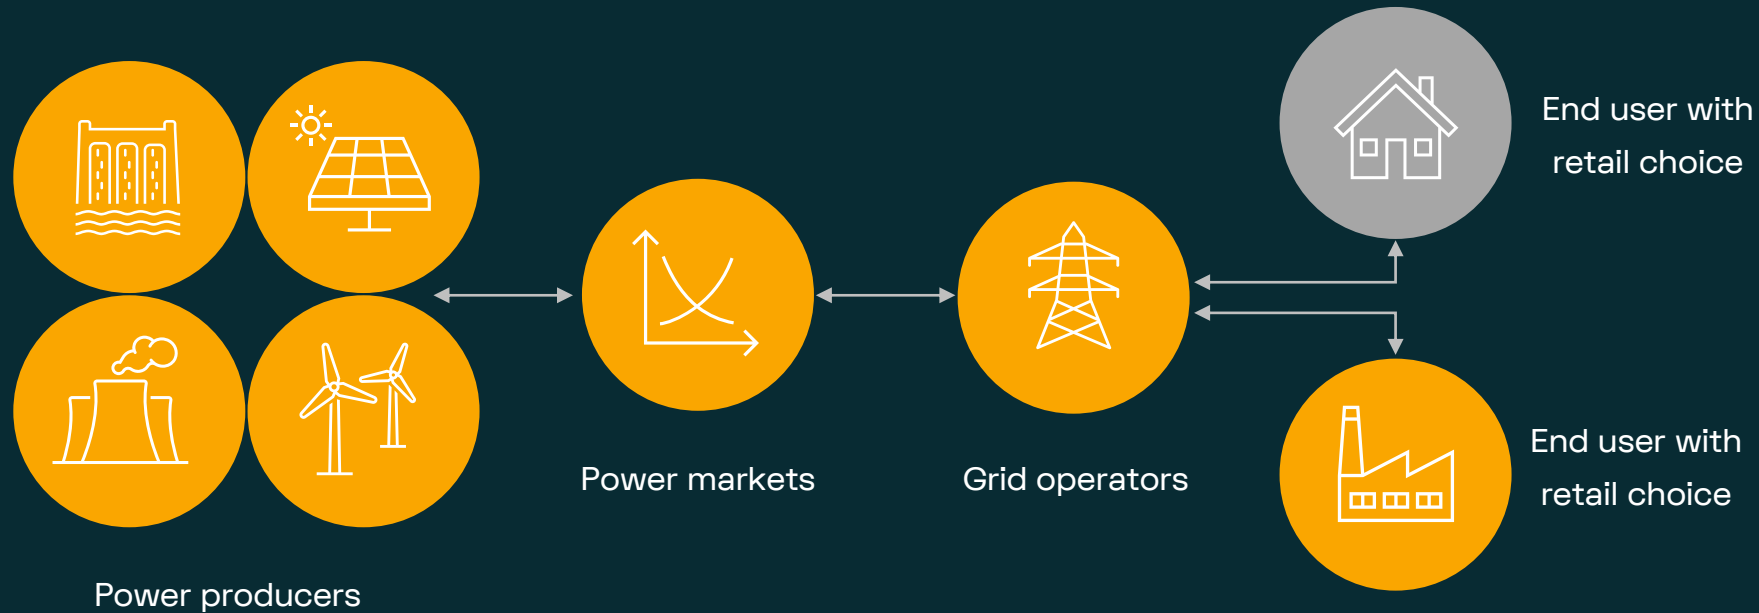 Power producers
Power markets
Grid operators
End user with
retail choice
End user with
retail choice